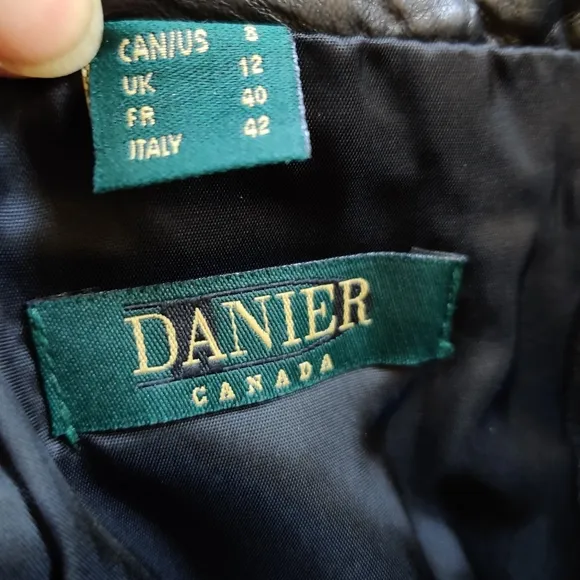 CAN/US 8
UK 12
FR 40
ITALY 42
DANIER
CANADA